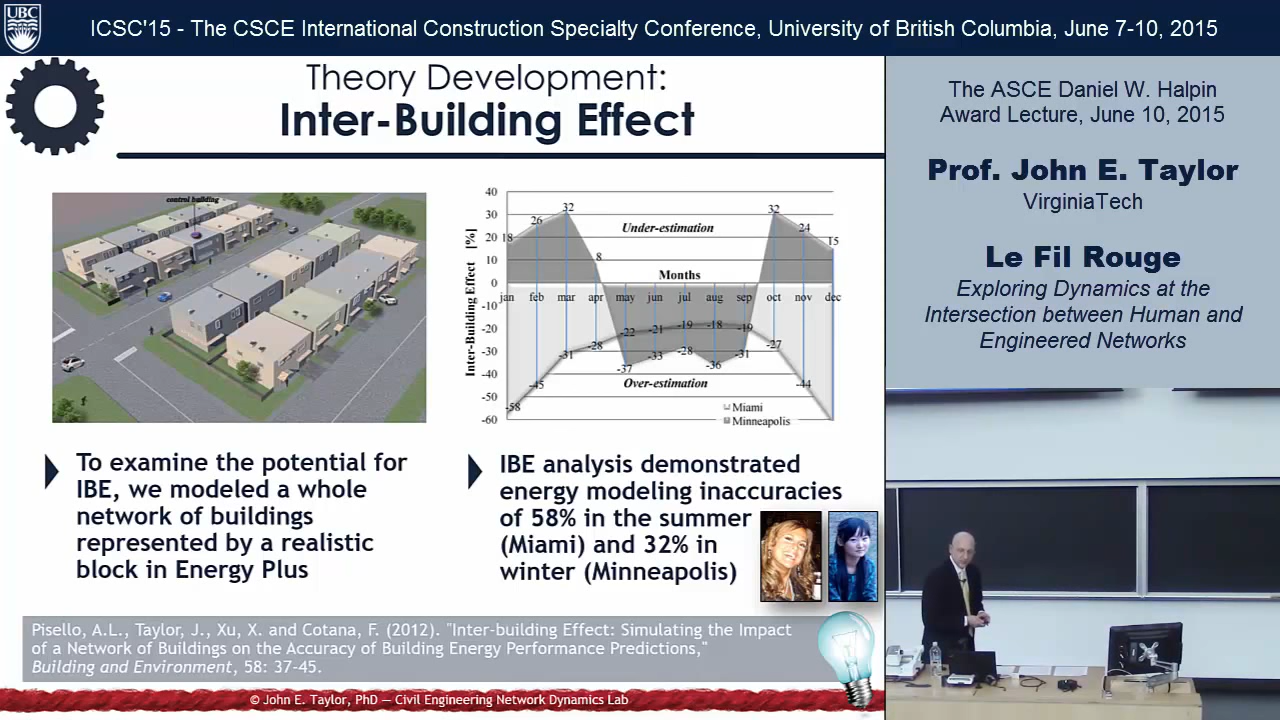 UBC
ICSC'15 - The CSCE International Construction Specialty Conference, University of British Columbia, June 7-10, 2015
Theory Development:
Inter-Building Effect
control building
Inter-Building Effect [%]
40
30
20
10
0
-10
-20
-30
-40
-50
-60
Under-estimation
Months
jan feb mar apr may jun jul aug sep oct nov dec
18 26 32 8 32 24 15
-22 -21 -19 -18 -19
-58 -45 -31 -28 -27 -44
-37 -33 -28 -36 -31
Over-estimation
Miami
Minneapolis
To examine the potential for
IBE, we modeled a whole
network of buildings
represented by a realistic
block in Energy Plus
IBE analysis demonstrated
energy modeling inaccuracies
of 58% in the summer
(Miami) and 32% in
winter (Minneapolis)
Pisello, A.L., Taylor, J., Xu, X. and Cotana, F. (2012). "Inter-building Effect: Simulating the Impact
of a Network of Buildings on the Accuracy of Building Energy Performance Predictions,"
Building and Environment, 58: 37-45.
© John E. Taylor, PhD — Civil Engineering Network Dynamics Lab
The ASCE Daniel W. Halpin
Award Lecture, June 10, 2015
Prof. John E. Taylor
VirginiaTech
Le Fil Rouge
Exploring Dynamics at the
Intersection between Human and
Engineered Networks